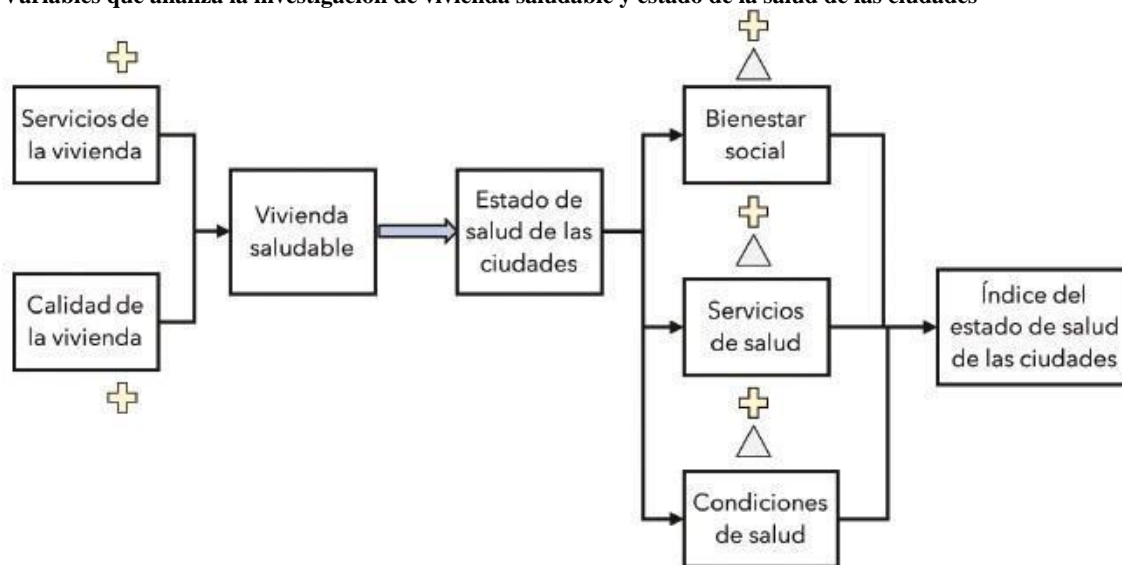 Variables que analiza la investigación de vivienda saludable y estado de la salud de las ciudades
Servicios de
la vivienda
Calidad de
la vivienda
Vivienda
saludable
Estado de
salud de las
ciudades
Bienestar
social
Servicios
de salud
Condiciones
de salud
Índice del
estado de salud
de las ciudades